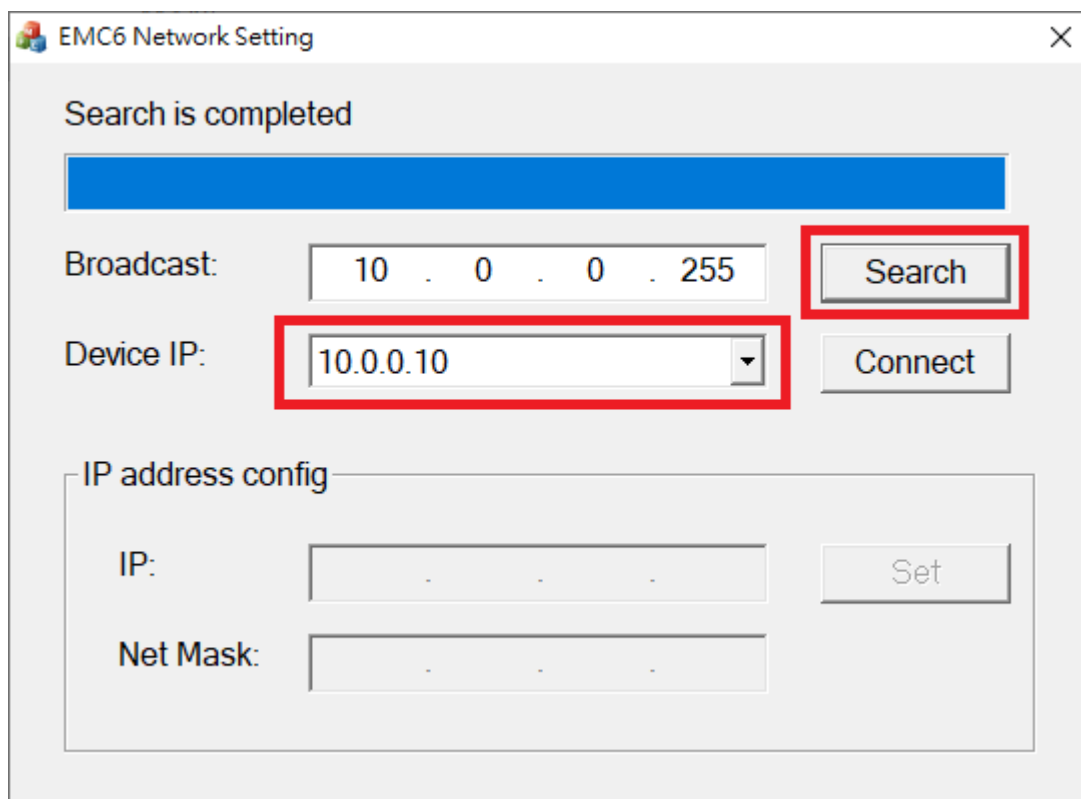 EMC6 Network Setting
Search is completed
Broadcast: 10 . 0 . 0 . 255 Search
Device IP: 10.0.0.10 Connect
IP address config
IP: . . . Set
Net Mask: . . .